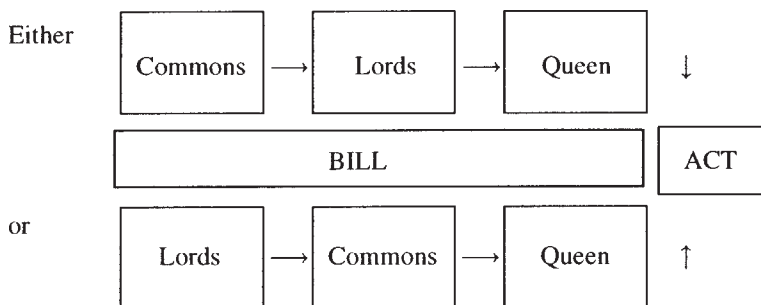 Either
Commons → Lords → Queen ↓
BILL ACT
or
Lords → Commons → Queen ↑